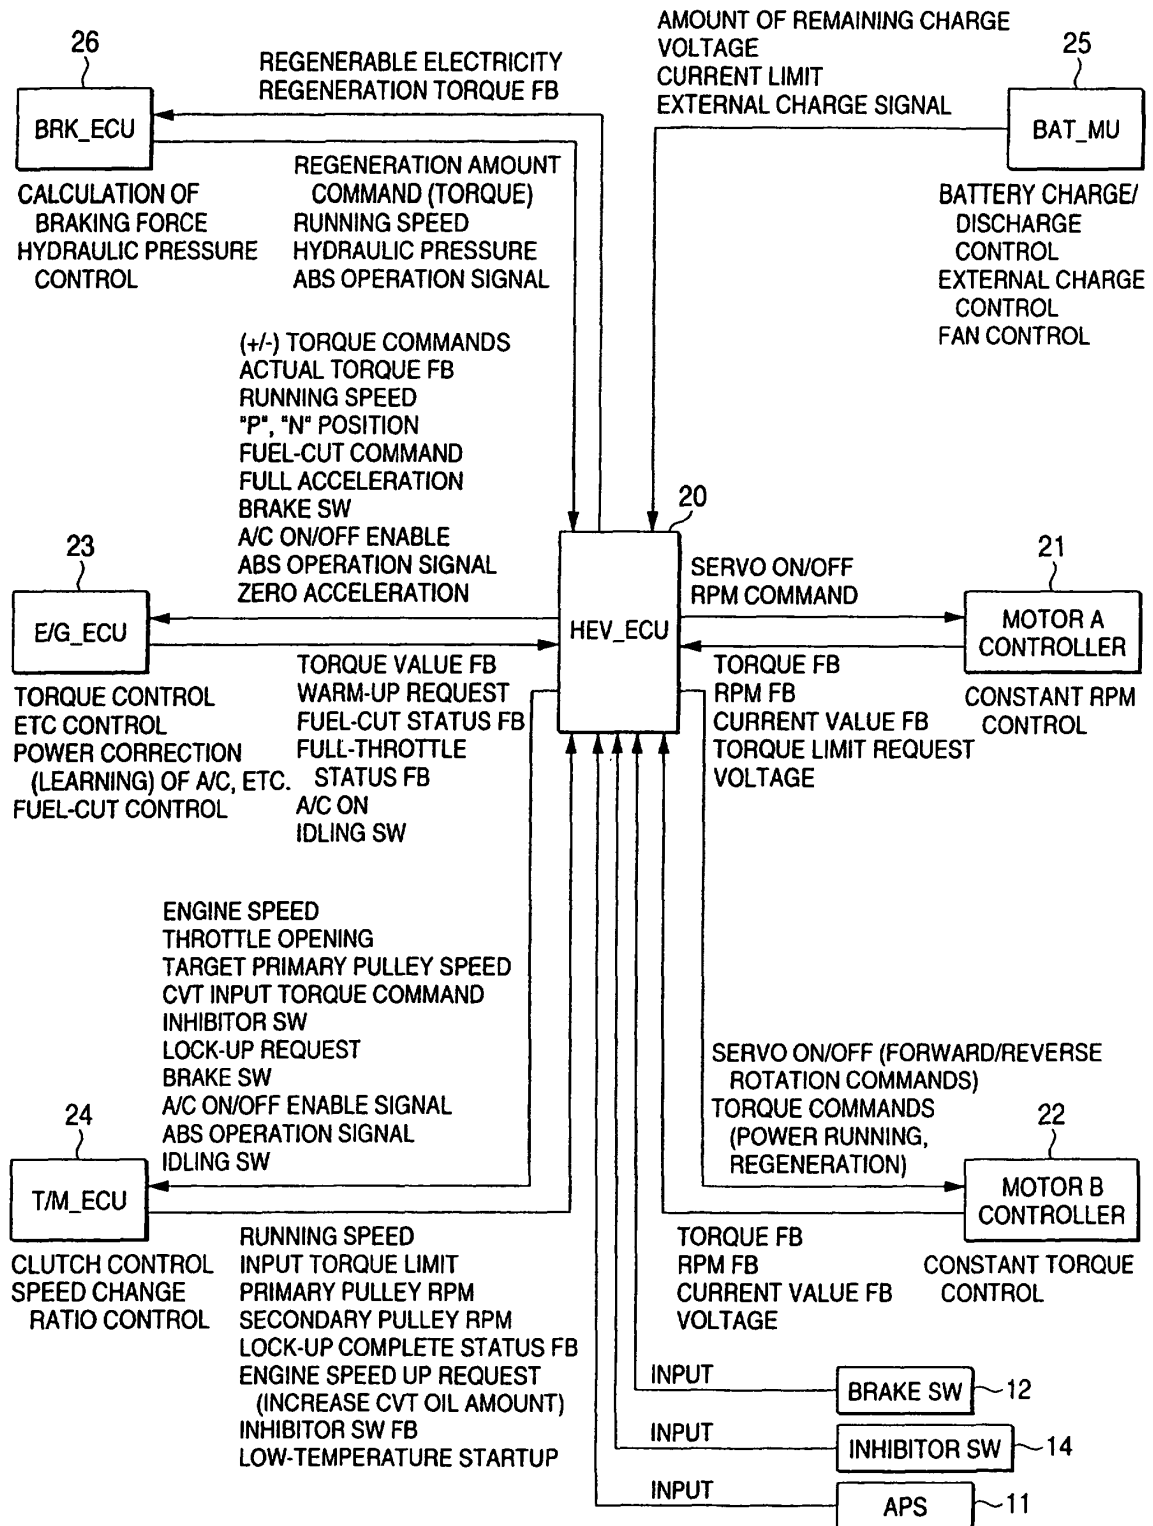 26
BRK_ECU
CALCULATION OF
BRAKING FORCE
HYDRAULIC PRESSURE
CONTROL
REGENERABLE ELECTRICITY
REGENERATION TORQUE FB
REGENERATION AMOUNT
COMMAND (TORQUE)
RUNNING SPEED
HYDRAULIC PRESSURE
ABS OPERATION SIGNAL
AMOUNT OF REMAINING CHARGE
VOLTAGE
CURRENT LIMIT
EXTERNAL CHARGE SIGNAL
25
BAT_MU
BATTERY CHARGE/
DISCHARGE
CONTROL
EXTERNAL CHARGE
CONTROL
FAN CONTROL
(+/-) TORQUE COMMANDS
ACTUAL TORQUE FB
RUNNING SPEED
"P", "N" POSITION
FUEL-CUT COMMAND
FULL ACCELERATION
BRAKE SW
A/C ON/OFF ENABLE
ABS OPERATION SIGNAL
ZERO ACCELERATION
23
E/G_ECU
TORQUE CONTROL
ETC CONTROL
POWER CORRECTION
(LEARNING) OF A/C, ETC.
FUEL-CUT CONTROL
TORQUE VALUE FB
WARM-UP REQUEST
FUEL-CUT STATUS FB
FULL-THROTTLE
STATUS FB
A/C ON
IDLING SW
20
HEV_ECU
SERVO ON/OFF
RPM COMMAND
21
MOTOR A
CONTROLLER
CONSTANT RPM
CONTROL
TORQUE FB
RPM FB
CURRENT VALUE FB
TORQUE LIMIT REQUEST
VOLTAGE
ENGINE SPEED
THROTTLE OPENING
TARGET PRIMARY PULLEY SPEED
CVT INPUT TORQUE COMMAND
INHIBITOR SW
LOCK-UP REQUEST
BRAKE SW
A/C ON/OFF ENABLE SIGNAL
ABS OPERATION SIGNAL
IDLING SW
24
T/M_ECU
CLUTCH CONTROL
SPEED CHANGE
RATIO CONTROL
RUNNING SPEED
INPUT TORQUE LIMIT
PRIMARY PULLEY RPM
SECONDARY PULLEY RPM
LOCK-UP COMPLETE STATUS FB
ENGINE SPEED UP REQUEST
(INCREASE CVT OIL AMOUNT)
INHIBITOR SW FB
LOW-TEMPERATURE STARTUP
SERVO ON/OFF (FORWARD/REVERSE
ROTATION COMMANDS)
TORQUE COMMANDS
(POWER RUNNING,
REGENERATION)
22
MOTOR B
CONTROLLER
CONSTANT TORQUE
CONTROL
TORQUE FB
RPM FB
CURRENT VALUE FB
VOLTAGE
INPUT
BRAKE SW
12
INPUT
INHIBITOR SW
14
INPUT
APS
11